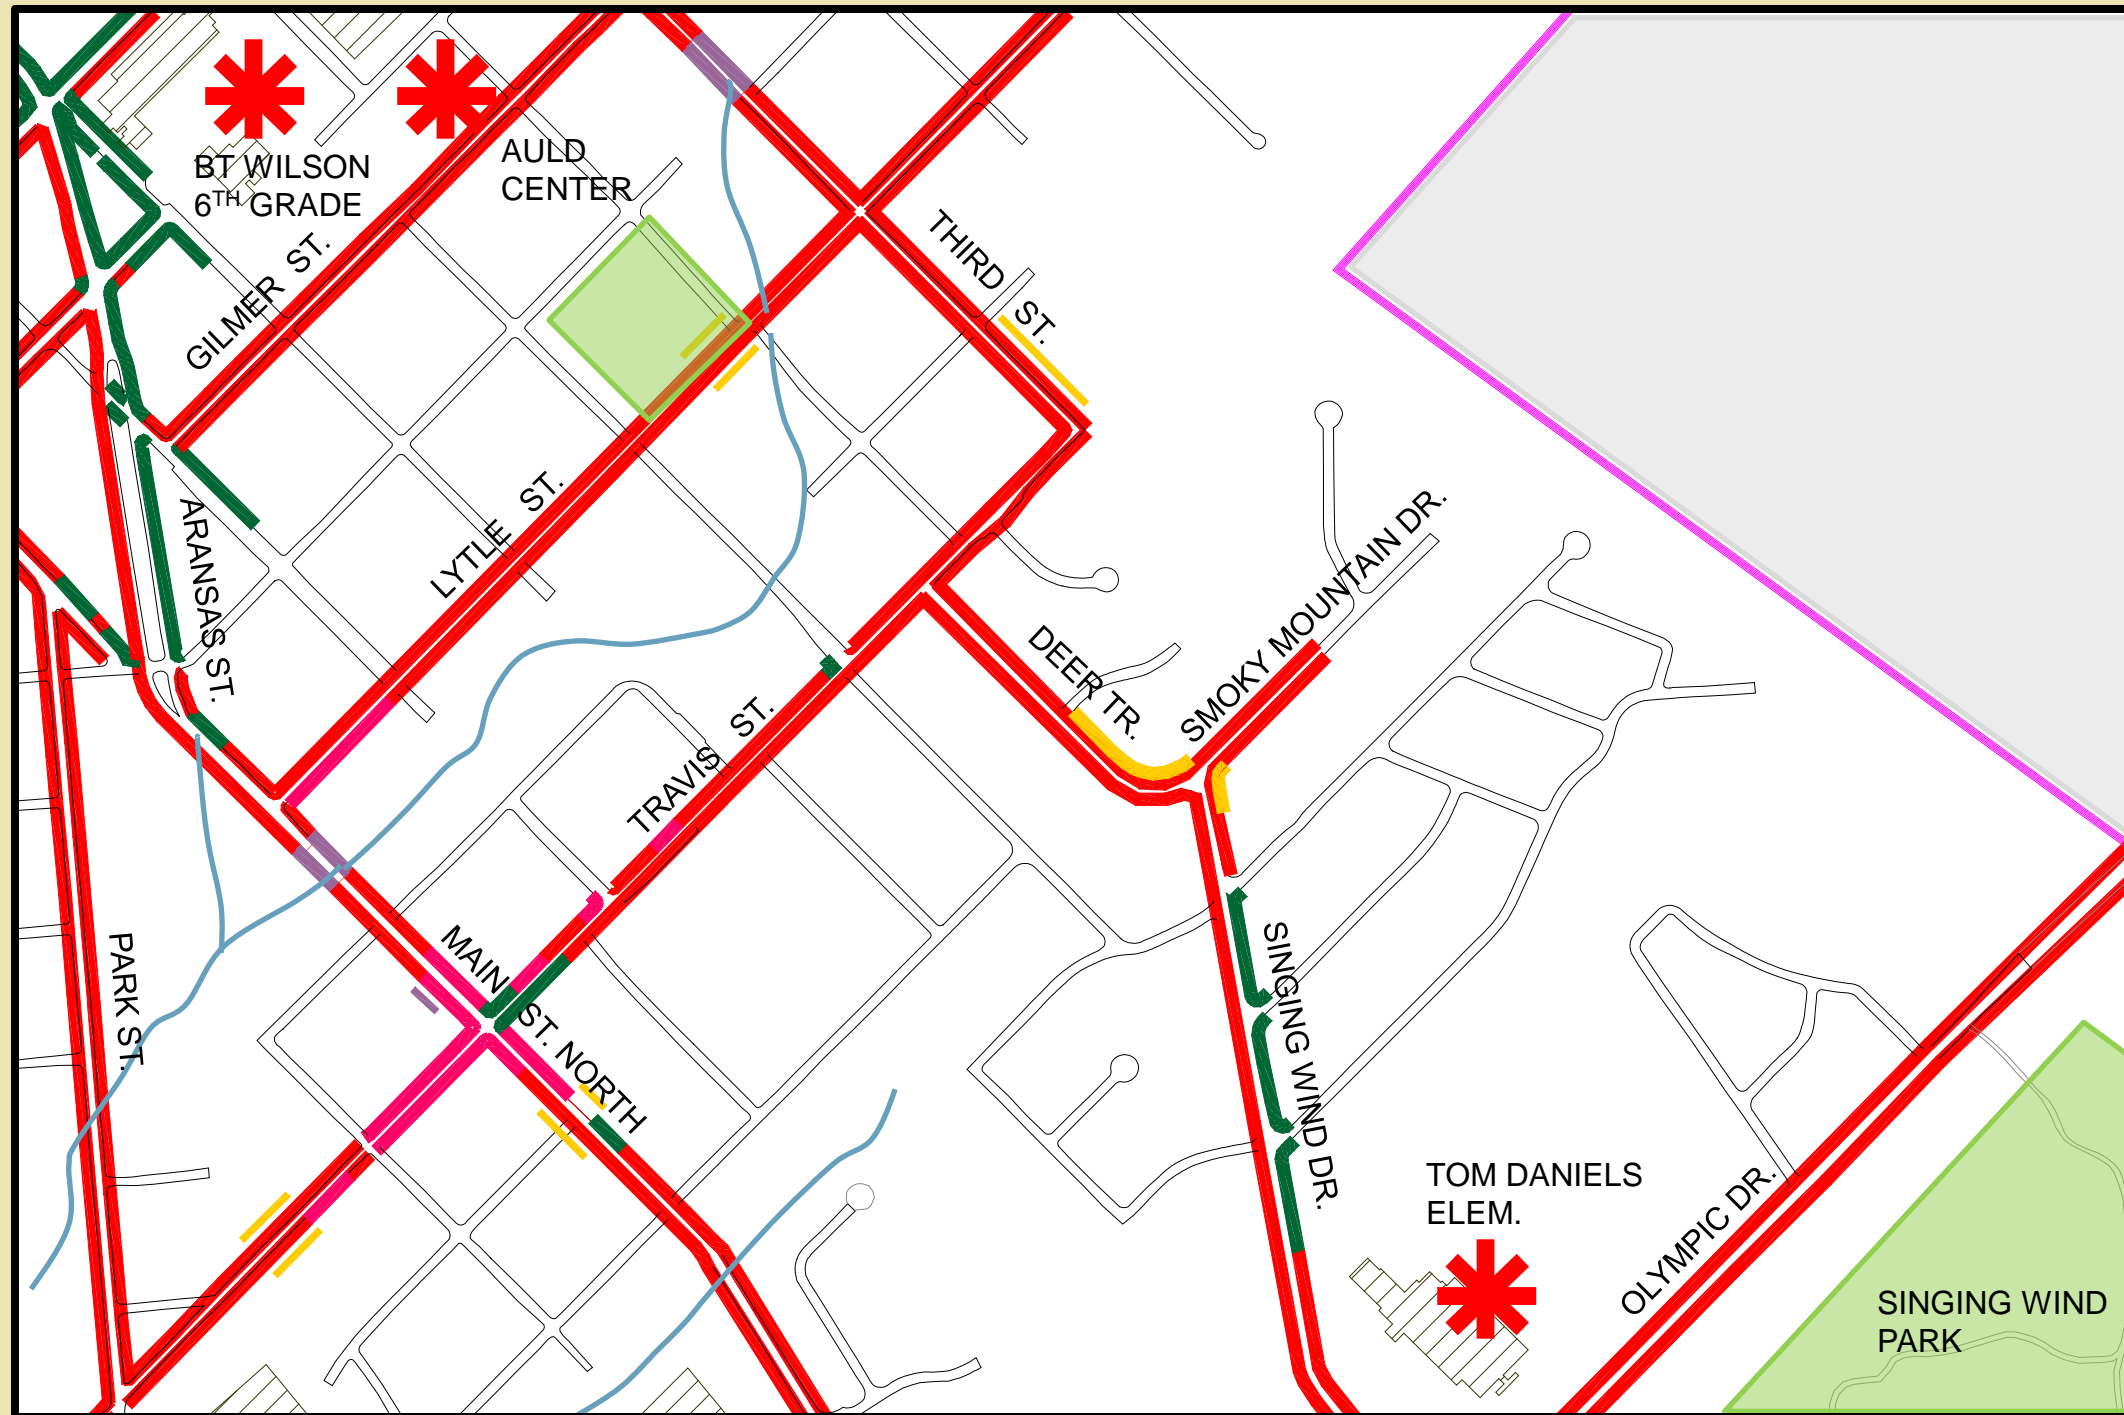 BT WILSON
6TH GRADE
AULD
CENTER
THIRD ST.
GILMER ST.
LYTLE ST.
ARANSAS ST.
SMOKY MOUNTAIN DR.
DEER TR.
TRAVIS ST.
PARK ST.
MAIN ST. NORTH
SINGING WIND DR.
TOM DANIELS
ELEM.
OLYMPIC DR.
SINGING WIND
PARK